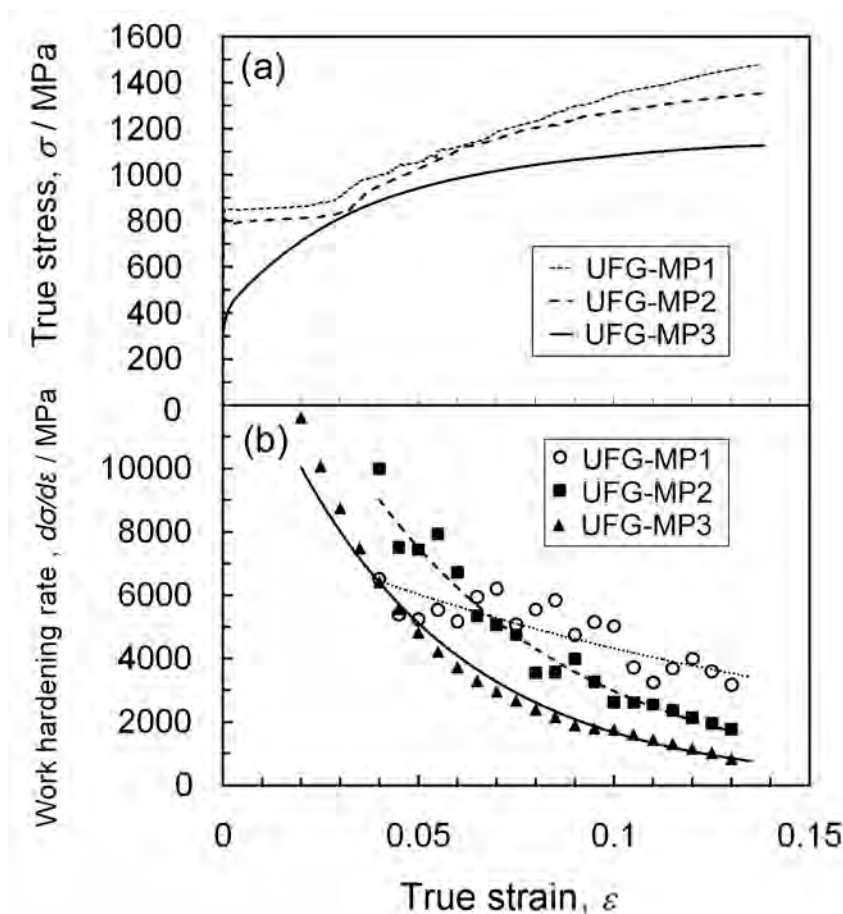 (a)
True stress, σ / MPa
1600
1400
1200
1000
800
600
400
200
0
UFG-MP1
UFG-MP2
UFG-MP3
(b)
Work hardening rate , dσ/dε / MPa
10000
8000
6000
4000
2000
0
UFG-MP1
UFG-MP2
UFG-MP3
0 0.05 0.1 0.15
True strain, ε